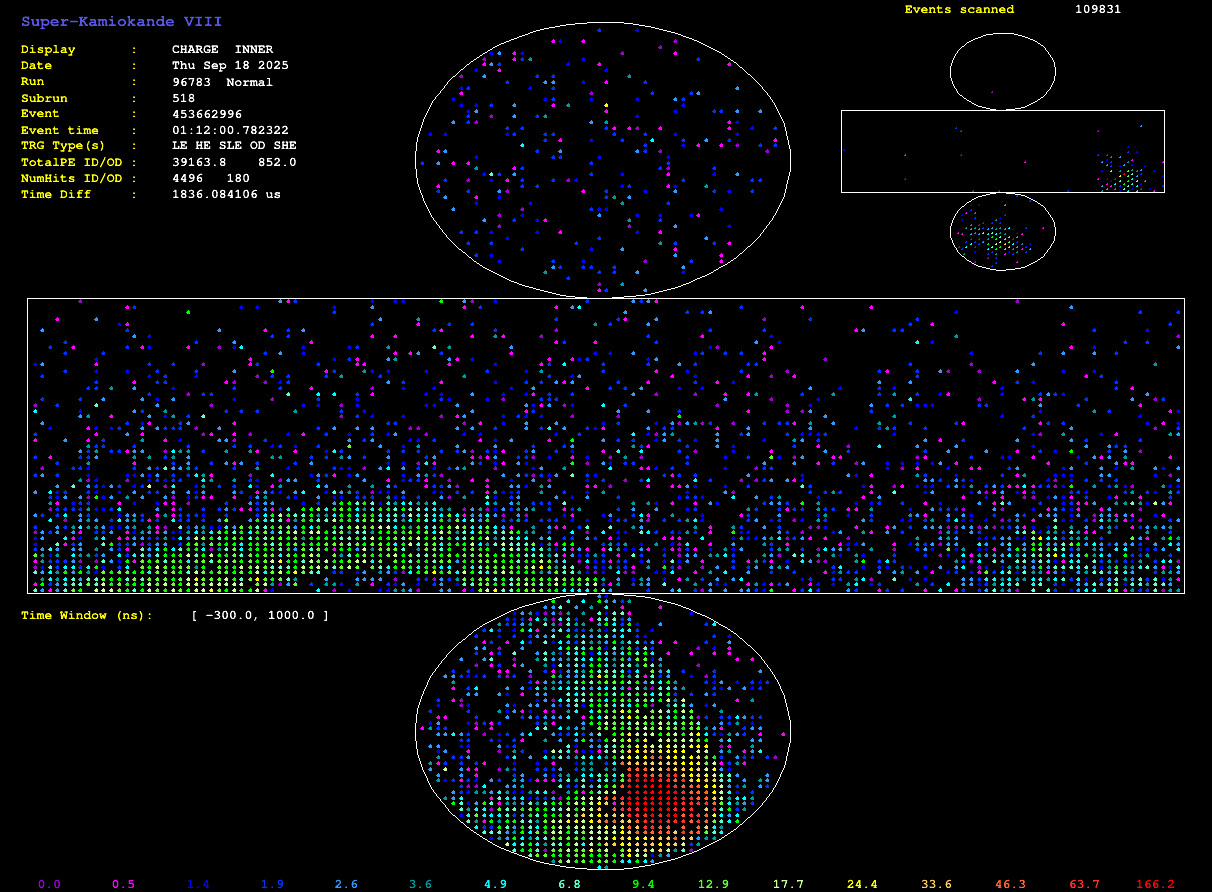 Super-Kamiokande VIII
Events scanned 109831
Display : CHARGE INNER
Date : Thu Sep 18 2025
Run : 96783 Normal
Subrun : 518
Event : 453662996
Event time : 01:12:00.782322
TRG Type(s) : LE HE SLE OD SHE
TotalPE ID/OD : 39163.8 852.0
NumHits ID/OD : 4496 180
Time Diff : 1836.084106 us
Time Window (ns): [ -300.0, 1000.0 ]
0.0 0.5 1.4 1.9 2.6 3.6 4.9 6.8 9.4 12.9 17.7 24.4 33.6 46.3 63.7 166.2